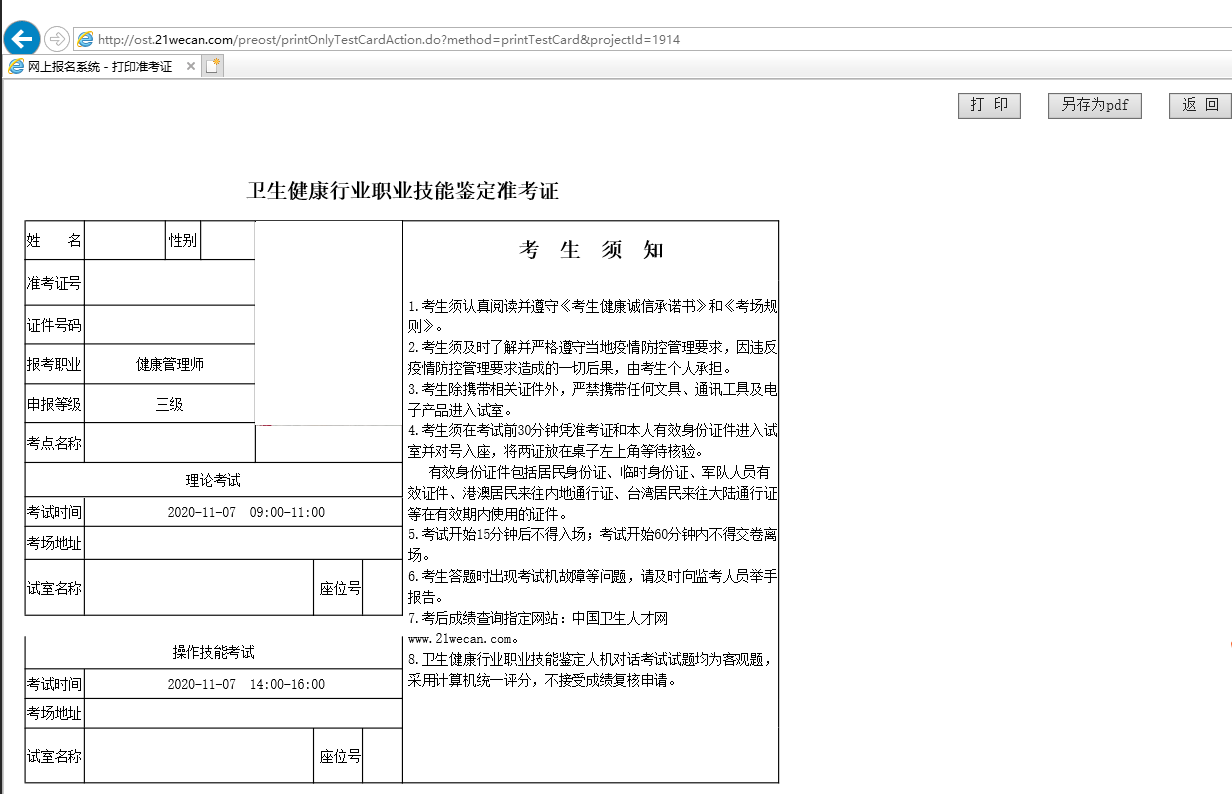 http://ost.21wecan.com/preost/printOnlyTestCardAction.do?method=printTestCard&projectId=1914
网上报名系统 - 打印准考证
打 印
另存为pdf
返 回
卫生健康行业职业技能鉴定准考证
姓 名
性别
准考证号
证件号码
报考职业 健康管理师
申报等级 三级
考点名称
理论考试
考试时间 2020-11-07 09:00-11:00
考场地址
试室名称 座位号
操作技能考试
考试时间 2020-11-07 14:00-16:00
考场地址
试室名称 座位号
考 生 须 知
1.考生须认真阅读并遵守《考生健康诚信承诺书》和《考场规
则》。
2.考生须及时了解并严格遵守当地疫情防控管理要求，因违反
疫情防控管理要求造成的一切后果，由考生个人承担。
3.考生除携带相关证件外，严禁携带任何文具、通讯工具及电
子产品进入试室。
4.考生须在考试前30分钟凭准考证和本人有效身份证件进入试
室并对号入座，将两证放在桌子左上角等待核验。
有效身份证件包括居民身份证、临时身份证、军队人员有
效证件、港澳居民来往内地通行证、台湾居民来往大陆通行证
等在有效期内使用的证件。
5.考试开始15分钟后不得入场；考试开始60分钟内不得交卷离
场。
6.考生答题时出现考试机故障等问题，请及时向监考人员举手
报告。
7.考后成绩查询指定网站：中国卫生人才网
www.21wecan.com。
8.卫生健康行业职业技能鉴定人机对话考试试题均为客观题，
采用计算机统一评分，不接受成绩复核申请。